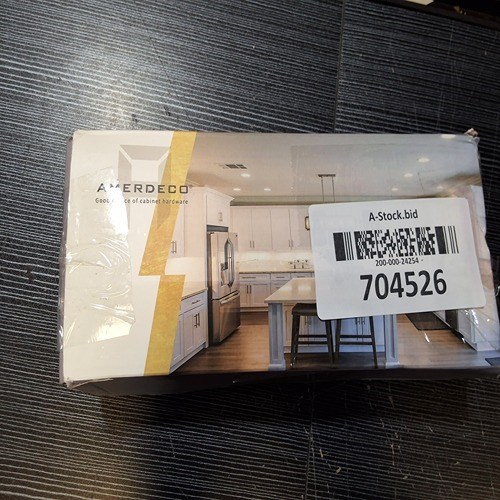 AMERDECO®
Good choice of cabinet hardware
A-Stock.bid
200-000-24254 -
704526